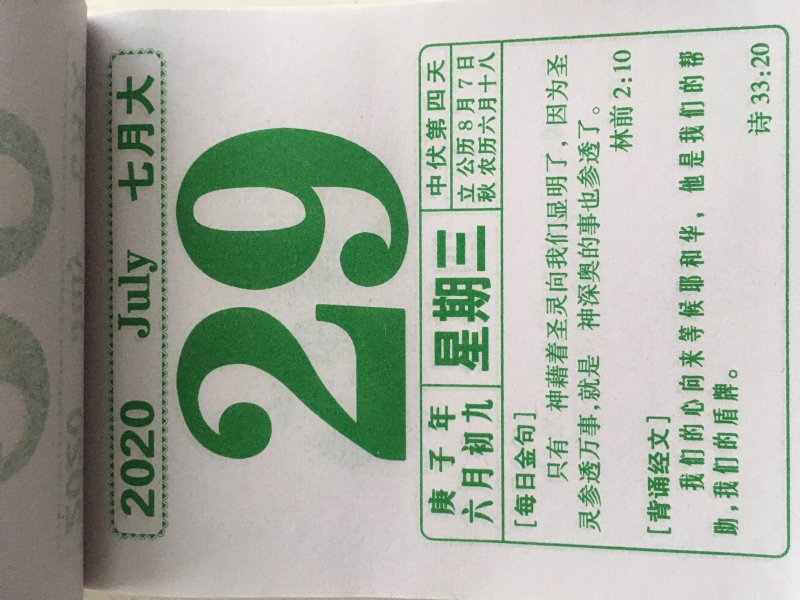 2020 July 七月大
29
庚子年
六月初九
星期三
中伏第四天
立 公历8月7日
秋 农历六月十八
[每日金句]
只有 神藉着圣灵向我们显明了，因为圣
灵参透万事,就是 神深奥的事也参透了。
林前 2:10
[背诵经文]
我们的心向来等候耶和华，他是我们的帮
助,我们的盾牌。
诗 33:20